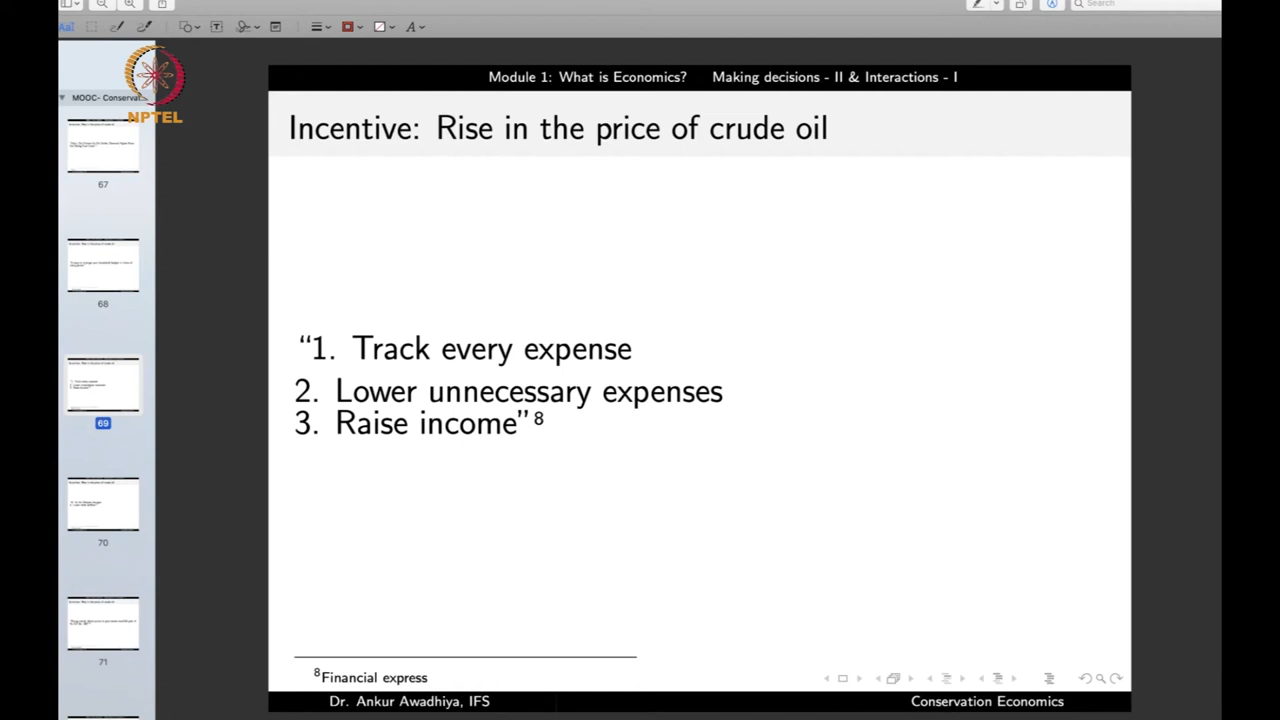 Search
NPTEL
MOOC- Conservat...
67
68
69
70
71
Module 1: What is Economics? Making decisions - II & Interactions - I
Incentive: Rise in the price of crude oil
“1. Track every expense
2. Lower unnecessary expenses
3. Raise income”8
8Financial express
Dr. Ankur Awadhiya, IFS Conservation Economics